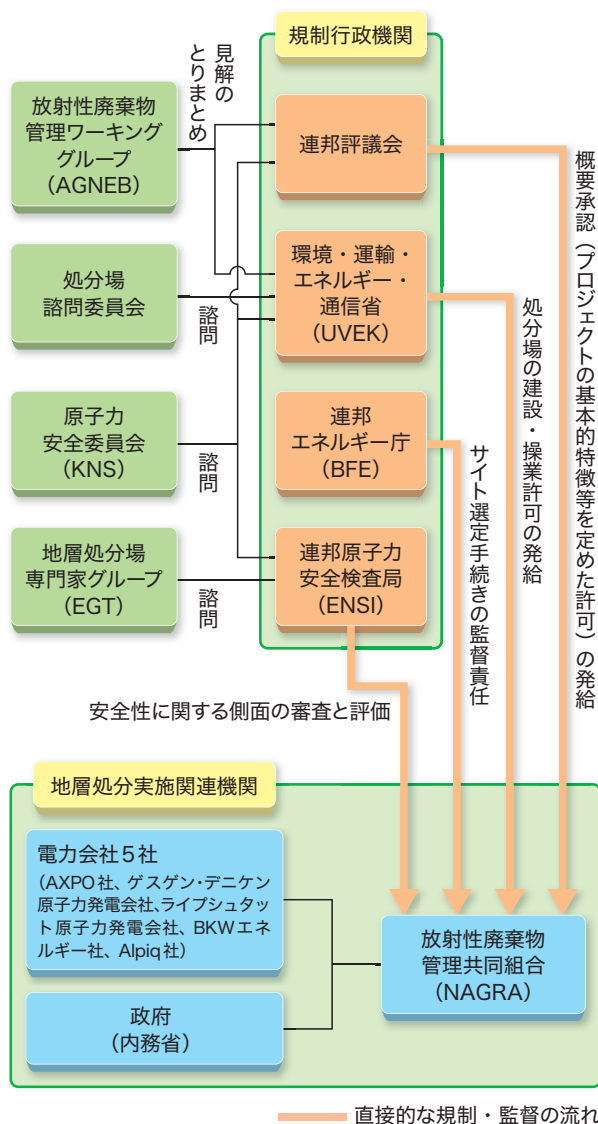 規制行政機関
見解の
とりまとめ
放射性廃棄物
管理ワーキング
グループ
（AGNEB）
連邦評議会
処分場
諮問委員会
諮問
環境・運輸・
エネルギー・
通信省
（UVEK）
原子力
安全委員会
（KNS）
諮問
連邦
エネルギー庁
（BFE）
地層処分場
専門家グループ
（EGT）
諮問
連邦原子力
安全検査局
（ENSI）
サイト選定手続きの監督責任
処分場の建設・操業許可の発給
概要承認（プロジェクトの基本的特徴等を定めた許可）の発給
安全性に関する側面の審査と評価
地層処分実施関連機関
電力会社５社
（AXPO社、ゲスゲン・デニケン
原子力発電会社、ライプシュタッ
ト原子力発電会社、BKWエネ
ルギー社、Alpiq社）
政府
（内務省）
放射性廃棄物
管理共同組合
（NAGRA）
直接的な規制・監督の流れ